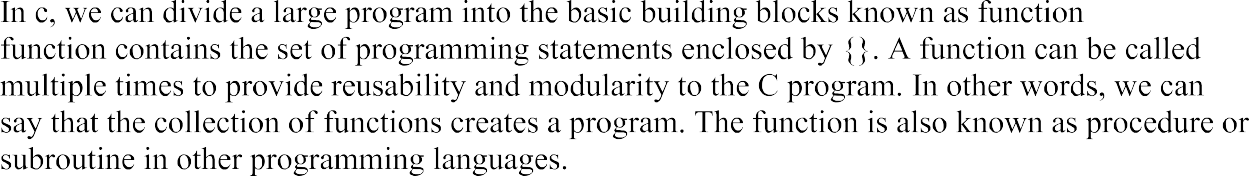 In c, we can divide a large program into the basic building blocks known as function
function contains the set of programming statements enclosed by {}. A function can be called
multiple times to provide reusability and modularity to the C program. In other words, we can
say that the collection of functions creates a program. The function is also known as procedure or
subroutine in other programming languages.